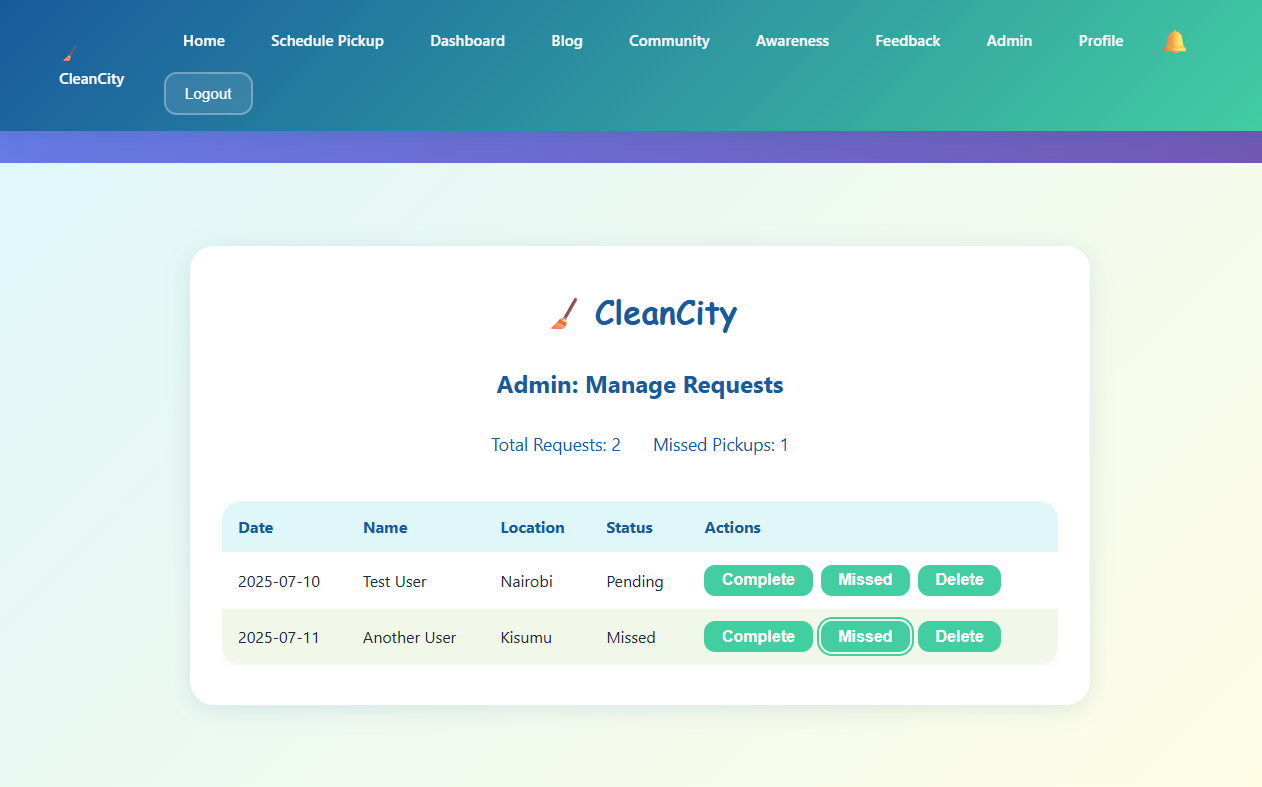 Home Schedule Pickup Dashboard Blog Community Awareness Feedback Admin Profile
CleanCity
Logout
CleanCity
Admin: Manage Requests
Total Requests: 2 Missed Pickups: 1
Date Name Location Status Actions
2025-07-10 Test User Nairobi Pending Complete Missed Delete
2025-07-11 Another User Kisumu Missed Complete Missed Delete